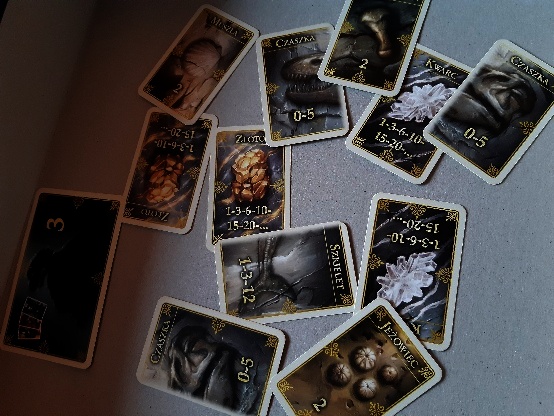 MUSZLA
2
CZASZKA
0-5
2
KWARC
1-3-6-10-
15-20-...
CZASZKA
0-5
ZŁOTO
1-3-6-10-
15-20-...
ZŁOTO
1-3-6-10-
15-20-...
3
SZKIELET
1-3-12
1-3-6-10-
15-20-...
K
CZASZKA
0-5
JEŻOWIEC
2